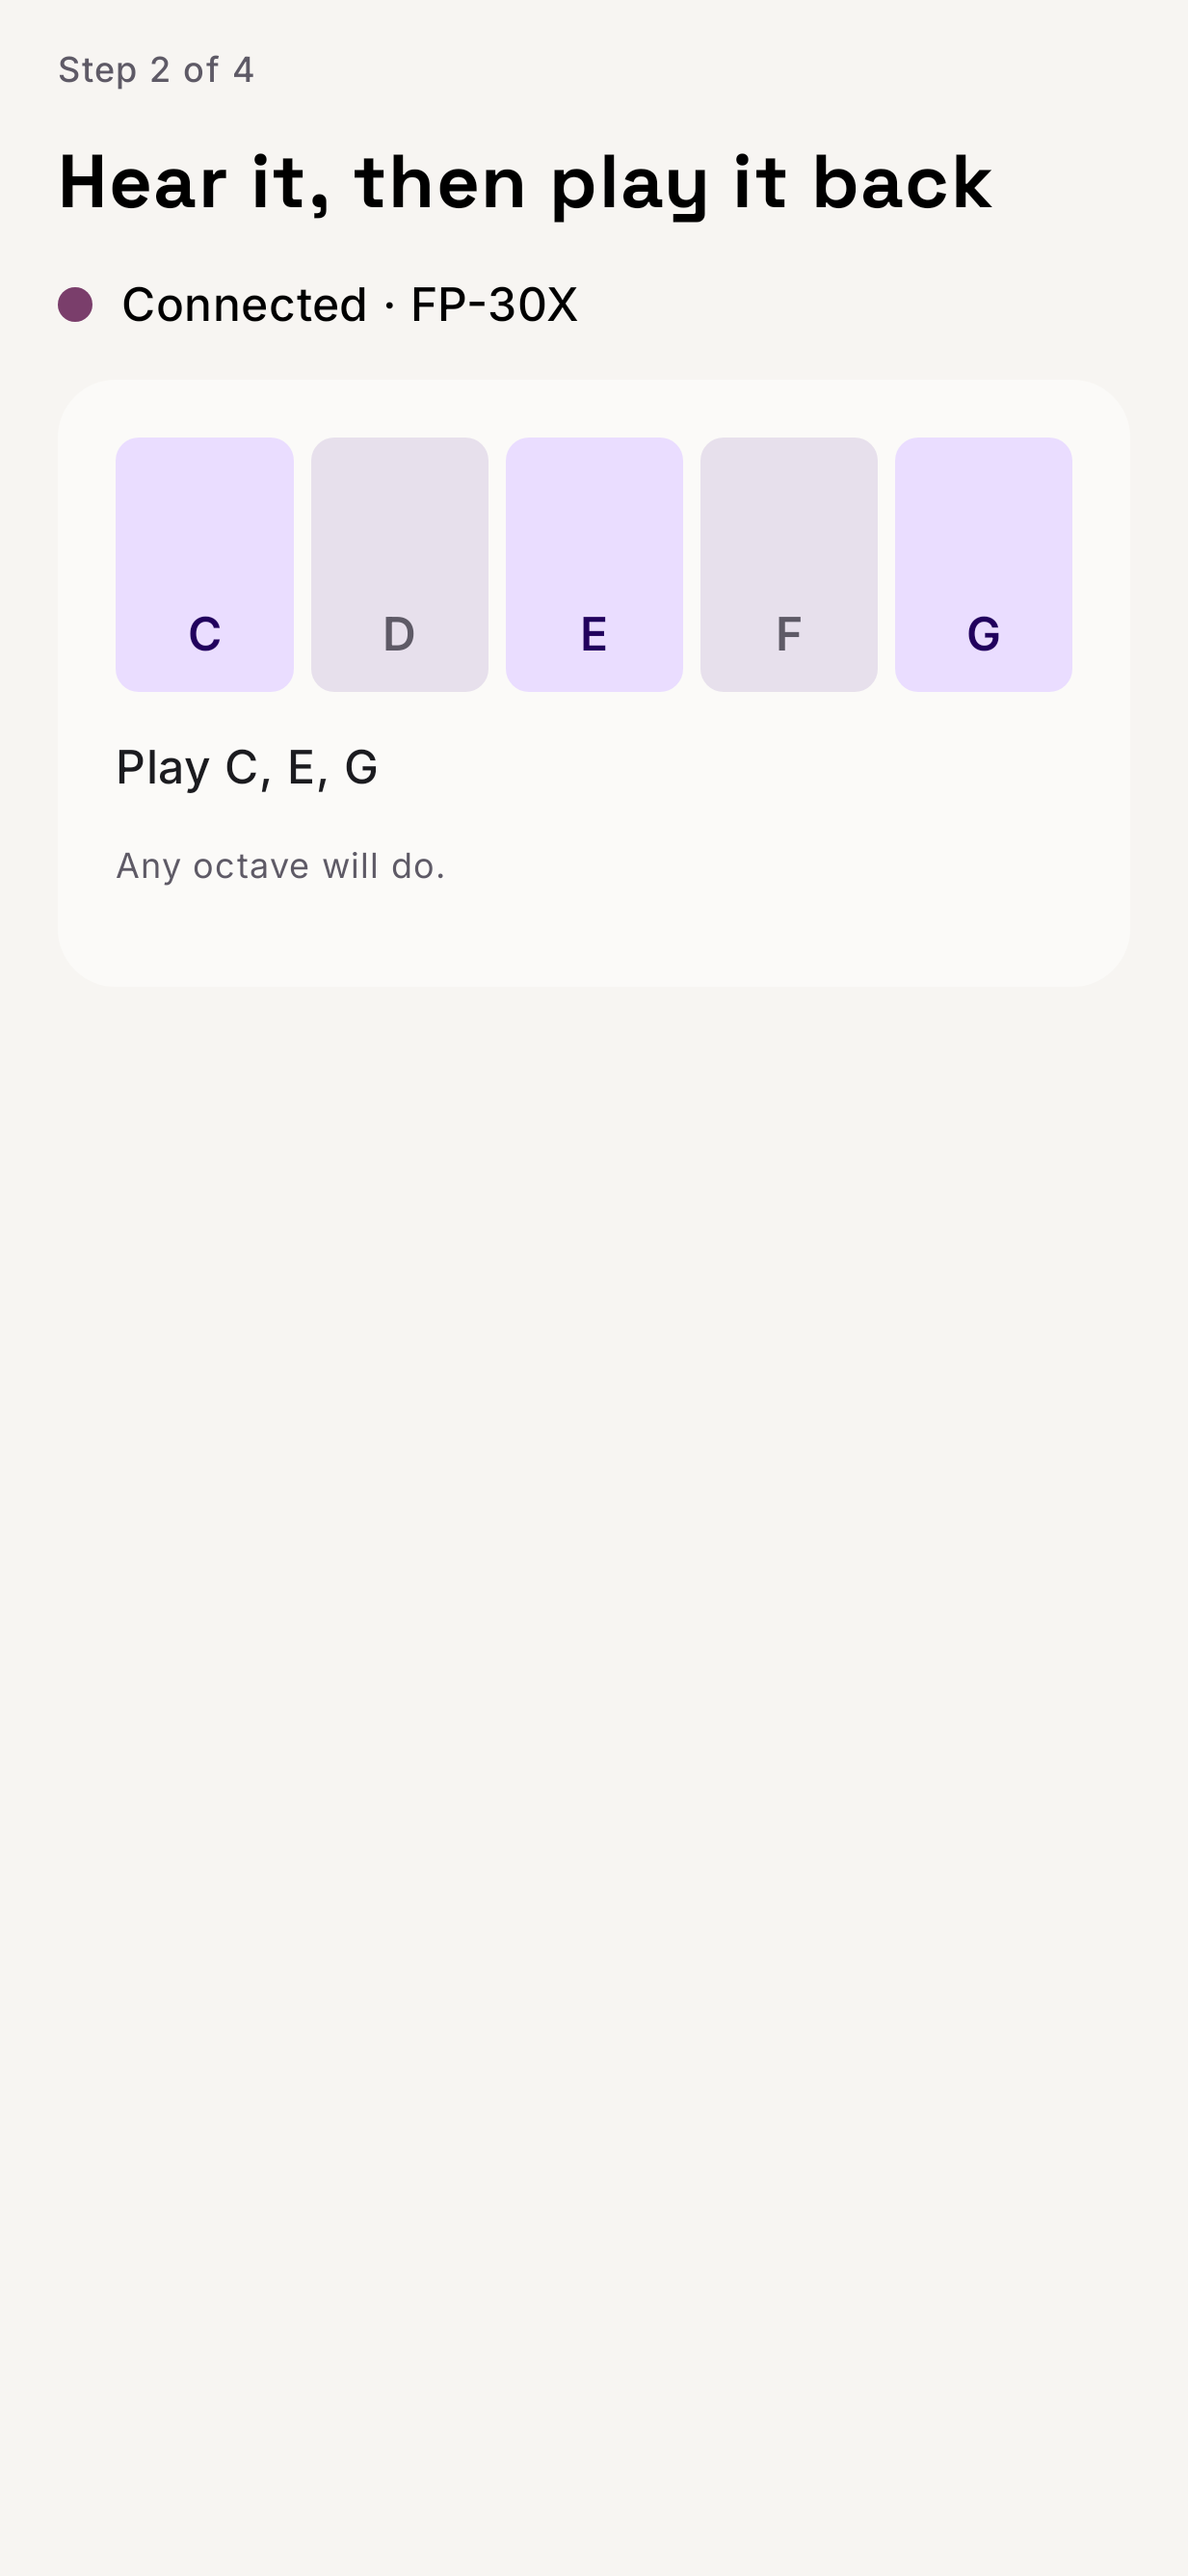 Step 2 of 4
Hear it, then play it back
Connected · FP-30X
C D E F G
Play C, E, G
Any octave will do.